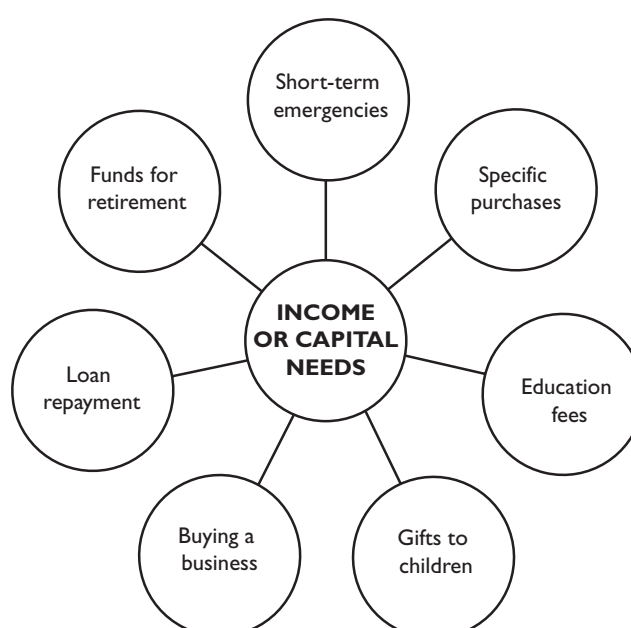 Short-term
emergencies
Specific
purchases
Education
fees
Gifts to
children
Buying a
business
Loan
repayment
Funds for
retirement
INCOME
OR CAPITAL
NEEDS